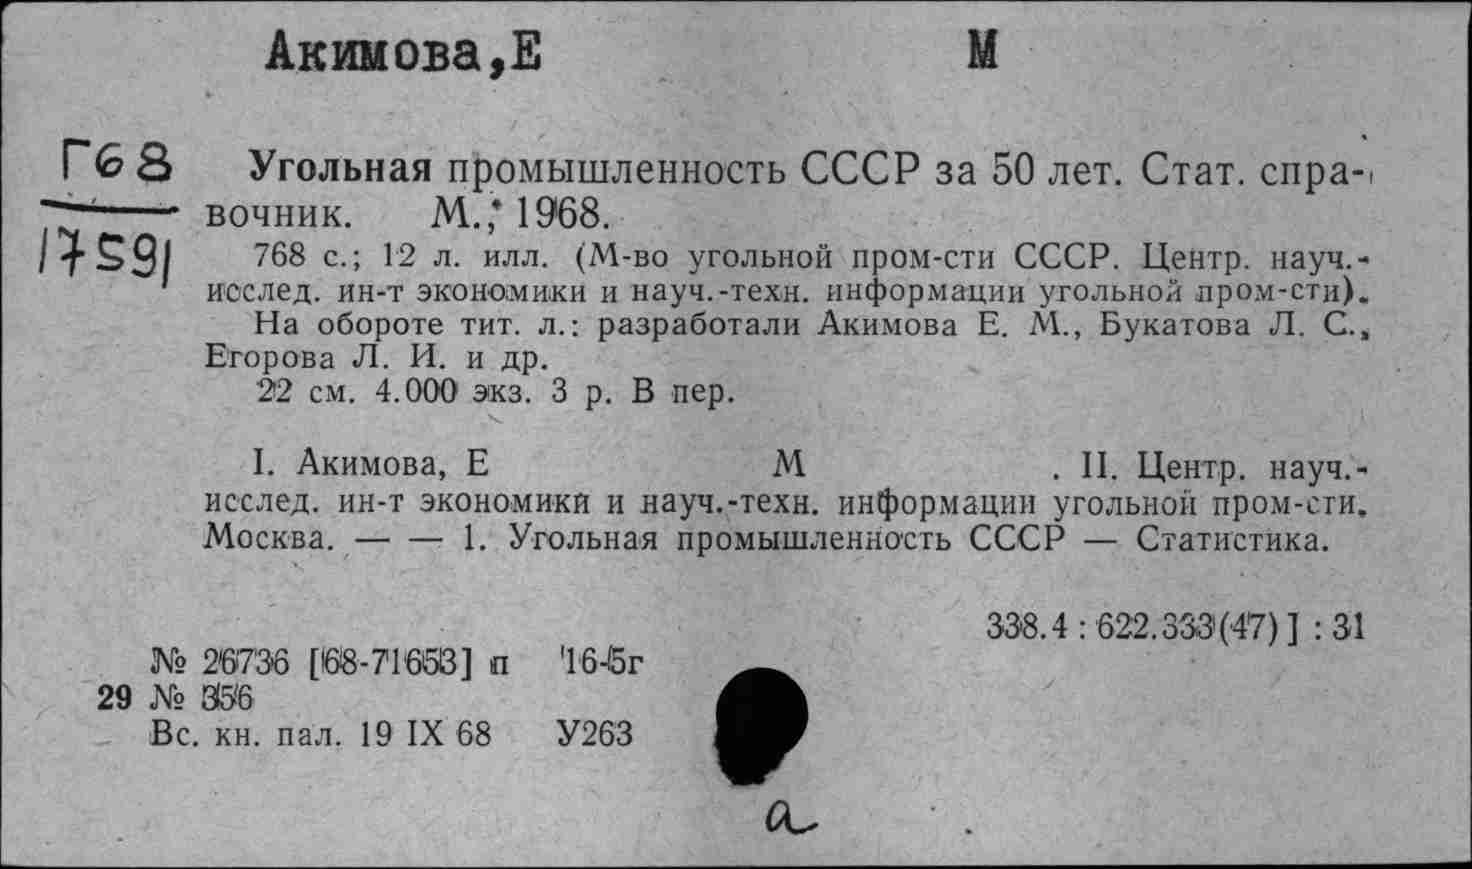 Акимова,Е М
Г68
Угольная промышленность СССР за 50 лет. Стат. спра-
17591
вочник. М., 1968.
768 с.; 12 л. илл. (М-во угольной пром-сти СССР. Центр. науч.-
исслед. ин-т экономики и науч.-техн. информации угольной пром-сти).
На обороте тит. л.: разработали Акимова Е. М., Букатова Л. С.,
Егорова Л. И. и др.
22 см. 4.000 экз. 3 р. В пер.
I. Акимова, Е М . II. Центр. науч.-
исслед. ин-т экономики и науч.-техн. информации угольной пром-сти.
Москва. — — 1. Угольная промышленность СССР — Статистика.
338.4 : 622.333(47) ] : 31
№ 26736 [68-71653] п 16-5г
29 № 356
Вс. кн. пал. 19 IX 68 У263
а